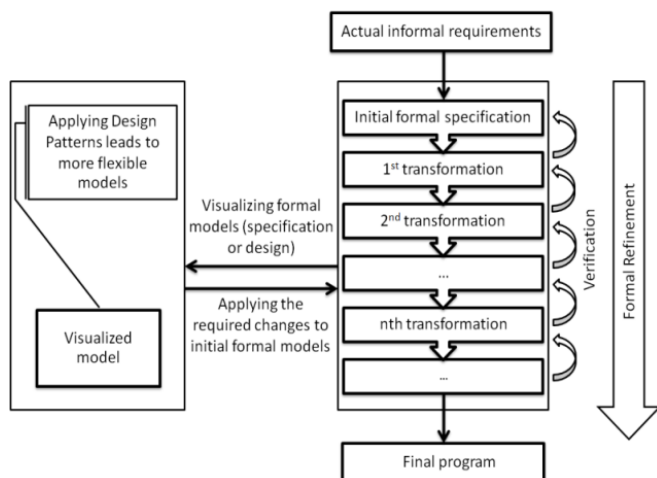 Actual informal requirements
Applying Design
Patterns leads to
more flexible
models
Visualized
model
Visualizing formal
models (specification
or design)
Applying the
required changes to
initial formal models
Initial formal specification
1st transformation
2nd transformation
...
nth transformation
...
Final program
Verification
Formal Refinement